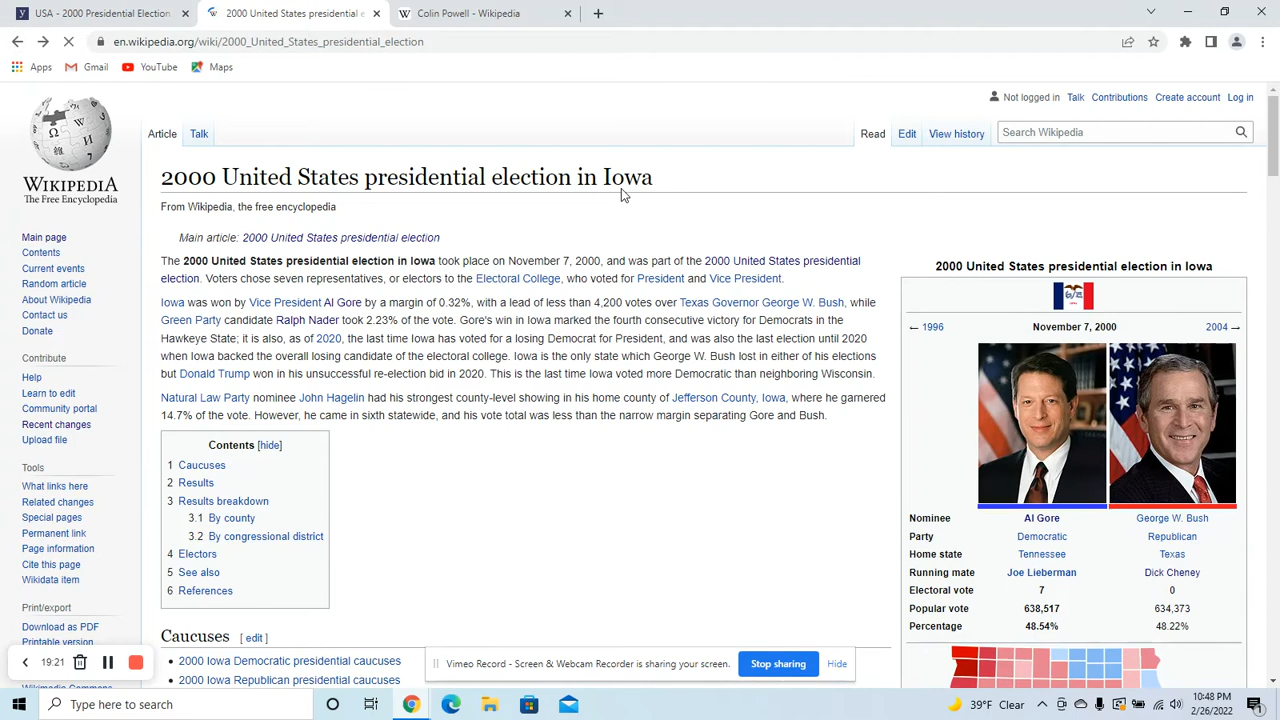 USA - 2000 Presidential Election
2000 United States presidential e
Colin Powell - Wikipedia
en.wikipedia.org/wiki/2000_United_States_presidential_election
Apps
Gmail
YouTube
Maps
Not logged in Talk Contributions Create account Log in
Article Talk
Read Edit View history
Search Wikipedia
WIKIPEDIA
The Free Encyclopedia
Main page
Contents
Current events
Random article
About Wikipedia
Contact us
Donate
Contribute
Help
Learn to edit
Community portal
Recent changes
Upload file
Tools
What links here
Related changes
Special pages
Permanent link
Page information
Cite this page
Wikidata item
Print/export
Download as PDF
Printable version
2000 United States presidential election in Iowa
From Wikipedia, the free encyclopedia
Main article: 2000 United States presidential election
The 2000 United States presidential election in Iowa took place on November 7, 2000, and was part of the 2000 United States presidential
election. Voters chose seven representatives, or electors to the Electoral College, who voted for President and Vice President.
Iowa was won by Vice President Al Gore by a margin of 0.32%, with a lead of less than 4,200 votes over Texas Governor George W. Bush, while
Green Party candidate Ralph Nader took 2.23% of the vote. Gore's win in Iowa marked the fourth consecutive victory for Democrats in the
Hawkeye State; it is also, as of 2020, the last time Iowa has voted for a losing Democrat for President, and was also the last election until 2020
when Iowa backed the overall losing candidate of the electoral college. Iowa is the only state which George W. Bush lost in either of his elections
but Donald Trump won in his unsuccessful re-election bid in 2020. This is the last time Iowa voted more Democratic than neighboring Wisconsin.
Natural Law Party nominee John Hagelin had his strongest county-level showing in his home county of Jefferson County, Iowa, where he garnered
14.7% of the vote. However, he came in sixth statewide, and his vote total was less than the narrow margin separating Gore and Bush.
Contents [hide]
1 Caucuses
2 Results
3 Results breakdown
3.1 By county
3.2 By congressional district
4 Electors
5 See also
6 References
Caucuses [ edit ]
2000 Iowa Democratic presidential caucuses
2000 Iowa Republican presidential caucuses
2000 United States presidential election in Iowa
← 1996 November 7, 2000 2004 →
Nominee Al Gore George W. Bush
Party Democratic Republican
Home state Tennessee Texas
Running mate Joe Lieberman Dick Cheney
Electoral vote 7 0
Popular vote 638,517 634,373
Percentage 48.54% 48.22%
19:21
Vimeo Record - Screen & Webcam Recorder is sharing your screen. Stop sharing Hide
Type here to search
39°F Clear
10:48 PM
2/26/2022